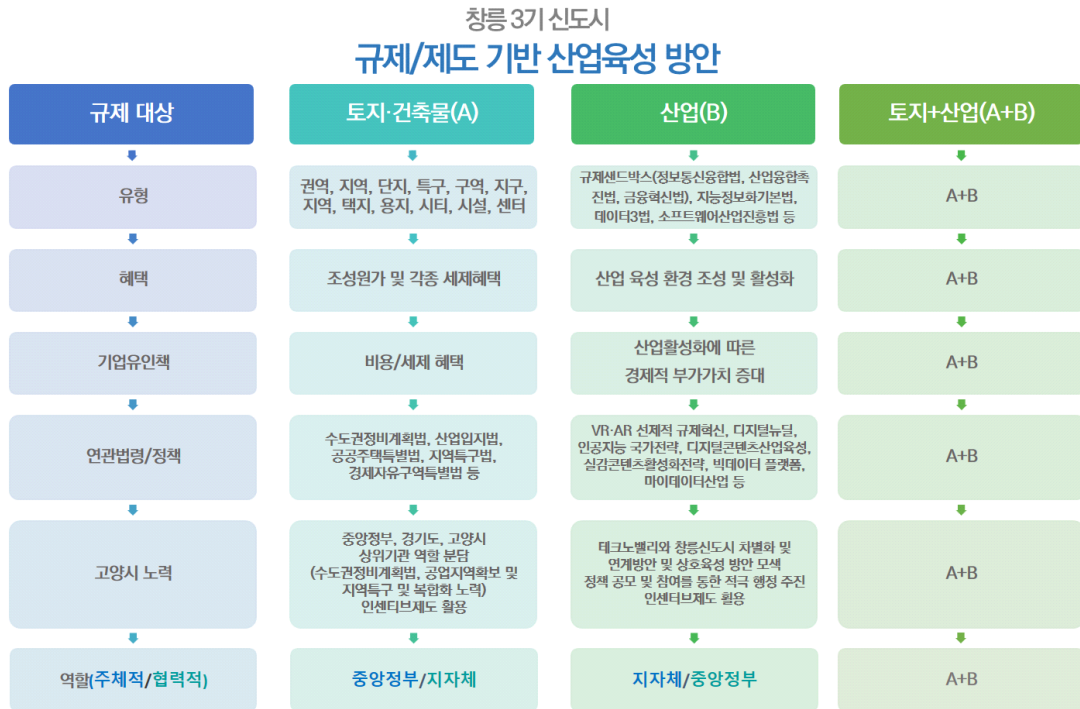 창릉 3기 신도시
규제/제도 기반 산업육성 방안
규제 대상
토지·건축물(A)
산업(B)
토지+산업(A+B)
유형
권역, 지역, 단지, 특구, 구역, 지구,
지역, 택지, 용지, 시티, 시설, 센터
규제샌드박스(정보통신융합법, 산업융합촉
진법, 금융혁신법), 지능정보화기본법,
데이터3법, 소프트웨어산업진흥법 등
A+B
혜택
조성원가 및 각종 세제혜택
산업 육성 환경 조성 및 활성화
A+B
기업유인책
비용/세제 혜택
산업활성화에 따른
경제적 부가가치 증대
A+B
연관법령/정책
수도권정비계획법, 산업입지법,
공공주택특별법, 지역특구법,
경제자유구역특별법 등
VR·AR 선제적 규제혁신, 디지털뉴딜,
인공지능 국가전략, 디지털콘텐츠산업육성,
실감콘텐츠활성화전략, 빅데이터 플랫폼,
마이데이터산업 등
A+B
고양시 노력
중앙정부, 경기도, 고양시
상위기관 역할 분담
(수도권정비계획법, 공업지역확보 및
지역특구 및 복합화 노력)
인센티브제도 활용
테크노밸리와 창릉신도시 차별화 및
연계방안 및 상호육성 방안 모색
정책 공모 및 참여를 통한 적극 행정 추진
인센티브제도 활용
A+B
역할(주체적/협력적)
중앙정부/지자체
지자체/중앙정부
A+B